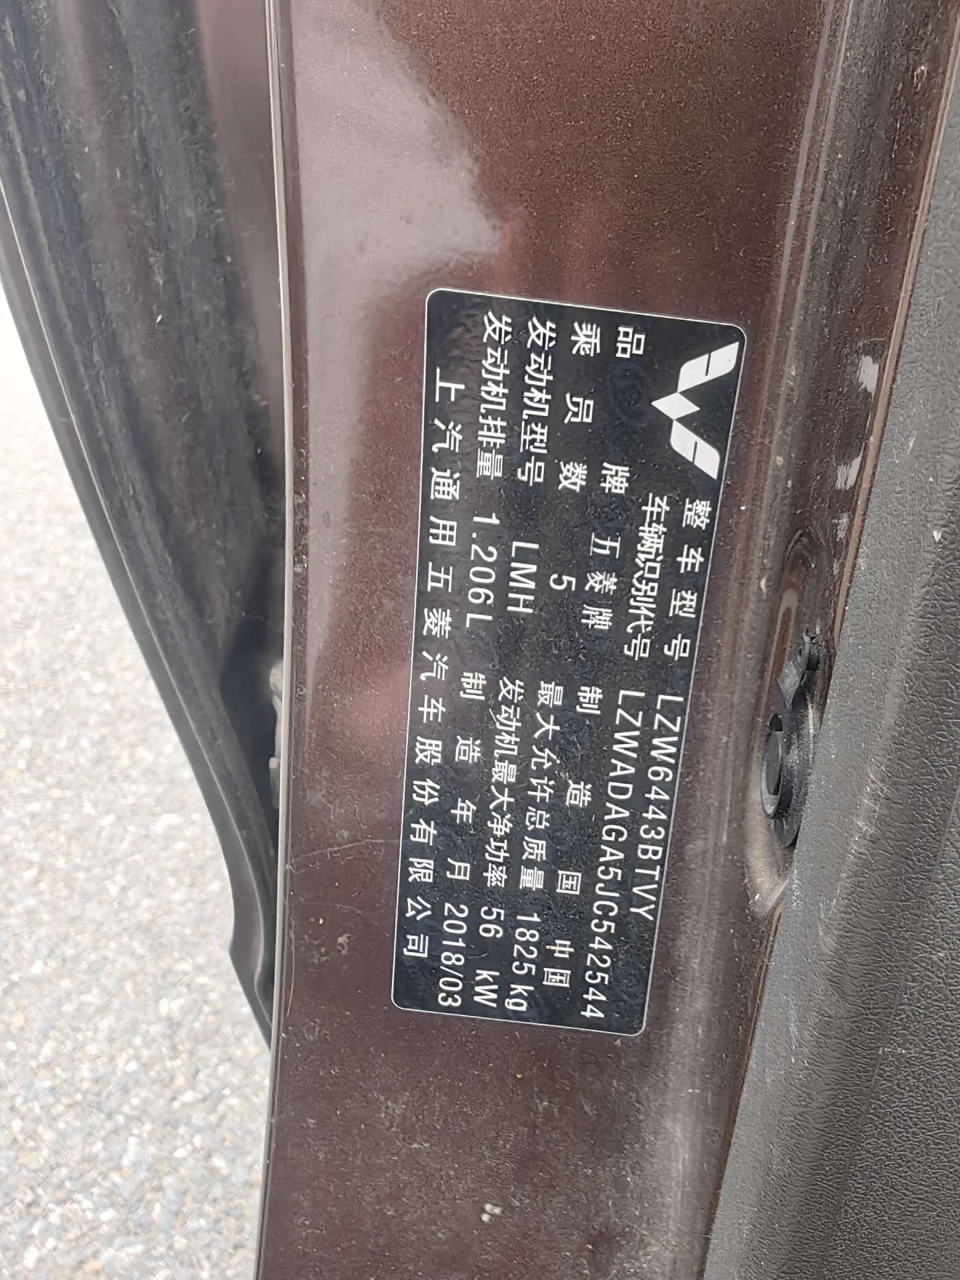 整车型号 LZW6443BTVY
车辆识别代号 LZWADAGA5JC542544
品牌 五菱牌 制造国 中国
乘员数 5 最大允许总质量 1825 kg
发动机型号 LMH 发动机最大净功率 56 kW
发动机排量 1.206 L 制造年月 2018/03
上汽通用五菱汽车股份有限公司